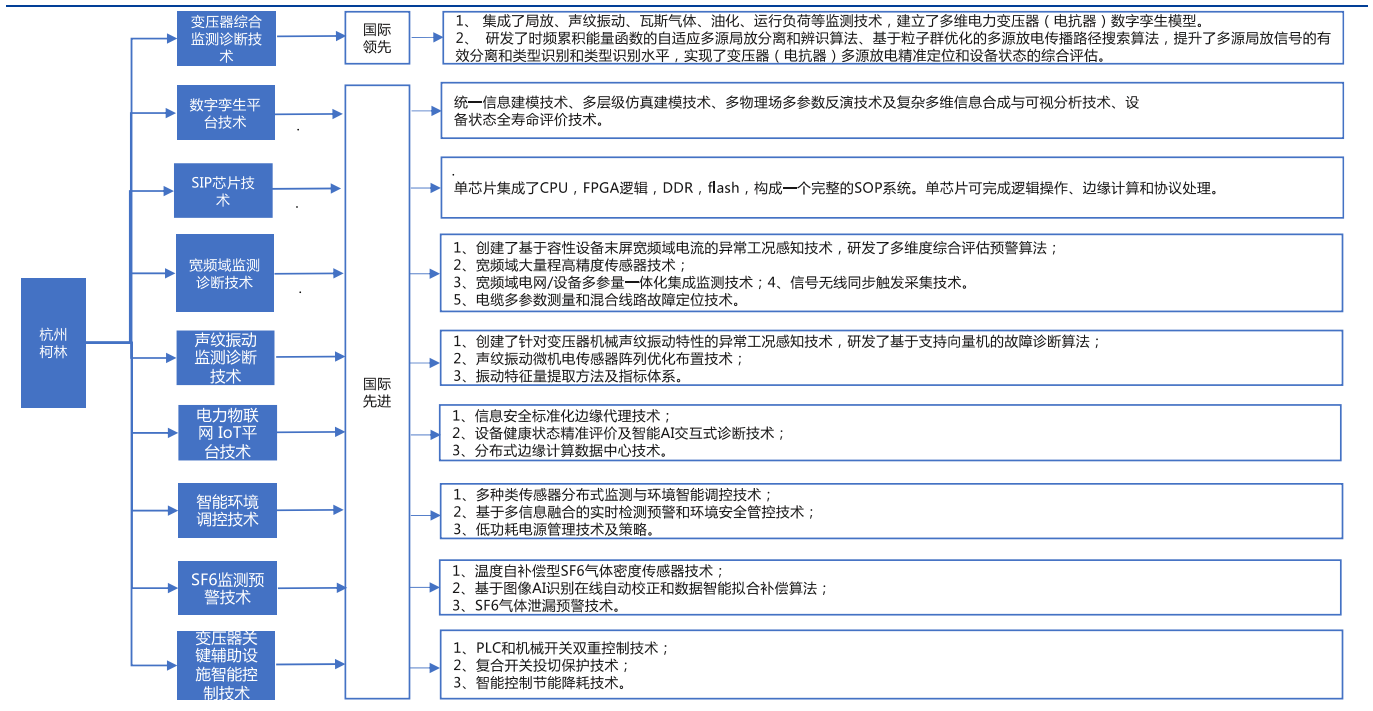 杭州
柯林
变压器综合
监测诊断技
术
国际
领先
1、 集成了局放、声纹振动、瓦斯气体、油化、运行负荷等监测技术，建立了多维电力变压器（电抗器）数字孪生模型。
2、 研发了时频累积能量函数的自适应多源局放分离和辨识算法、基于粒子群优化的多源放电传播路径搜索算法，提升了多源局放信号的有
效分离和类型识别和类型识别水平，实现了变压器（电抗器）多源放电精准定位和设备状态的综合评估。
数字孪生平
台技术
国际
先进
统一信息建模技术、多层级仿真建模技术、多物理场多参数反演技术及复杂多维信息合成与可视分析技术、设
备状态全寿命评价技术。
SIP芯片技
术
单芯片集成了CPU，FPGA逻辑，DDR，flash，构成一个完整的SOP系统。单芯片可完成逻辑操作、边缘计算和协议处理。
宽频域监测
诊断技术
1、创建了基于容性设备末屏宽频域电流的异常工况感知技术，研发了多维度综合评估预警算法；
2、宽频域大量程高精度传感器技术；
3、宽频域电网/设备多参量一体化集成监测技术；4、信号无线同步触发采集技术。
5、电缆多参数测量和混合线路故障定位技术。
声纹振动
监测诊断
技术
1、创建了针对变压器机械声纹振动特性的异常工况感知技术，研发了基于支持向量机的故障诊断算法；
2、声纹振动微机电传感器阵列优化布置技术；
3、振动特征量提取方法及指标体系。
电力物联
网 IoT平
台技术
1、信息安全标准化边缘代理技术；
2、设备健康状态精准评价及智能AI交互式诊断技术；
3、分布式边缘计算数据中心技术。
智能环境
调控技术
1、多种类传感器分布式监测与环境智能调控技术；
2、基于多信息融合的实时检测预警和环境安全管控技术；
3、低功耗电源管理技术及策略。
SF6监测预
警技术
1、温度自补偿型SF6气体密度传感器技术；
2、基于图像AI识别在线自动校正和数据智能拟合补偿算法；
3、SF6气体泄漏预警技术。
变压器关
键辅助设
施智能控
制技术
1、PLC和机械开关双重控制技术；
2、复合开关投切保护技术；
3、智能控制节能降耗技术。